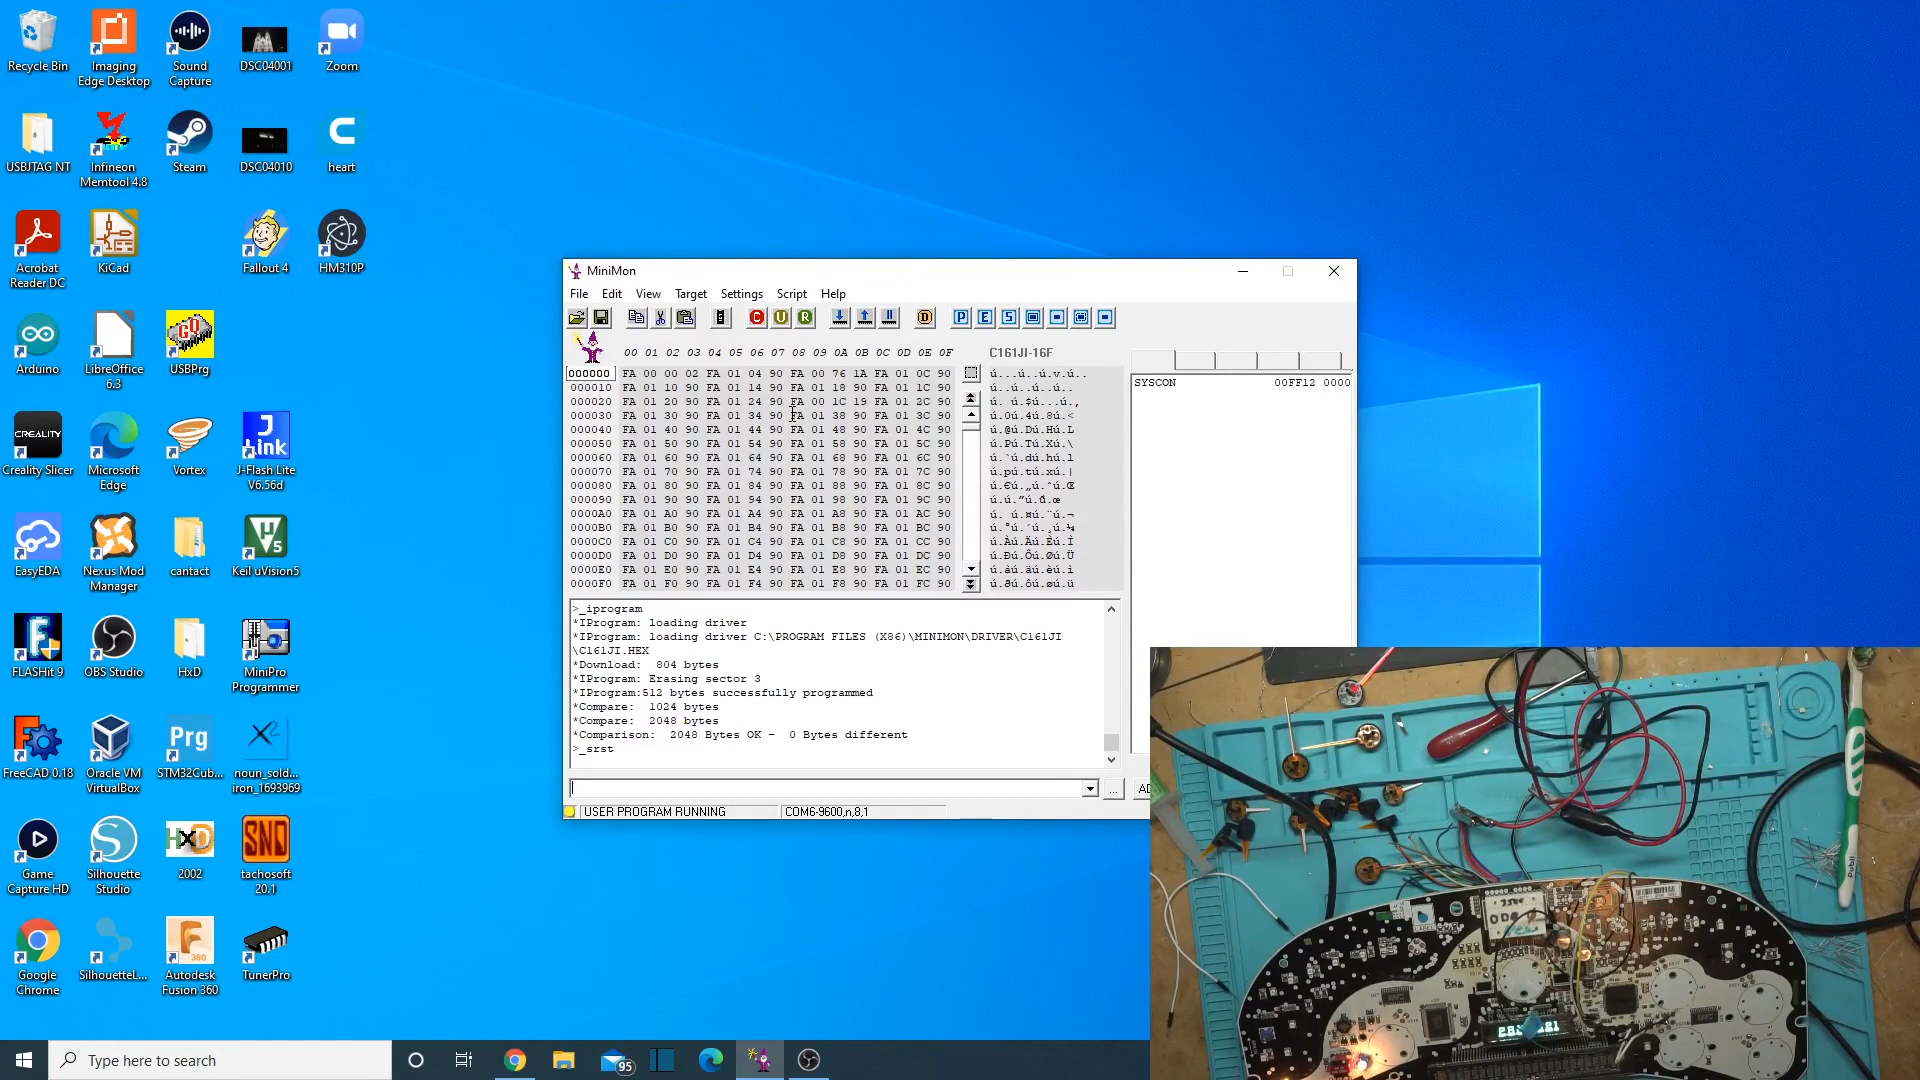 Recycle Bin
Imaging Edge Desktop
Sound Capture
DSC04001
Zoom
USBJTAG NT
Infineon Memtool 4.8
Steam
DSC04010
heart
Acrobat Reader DC
KiCad
Fallout 4
HM310P
Arduino
LibreOffice 6.3
USBPrg
Creality Slicer
Microsoft Edge
Vortex
J-Flash Lite V6.56d
EasyEDA
Nexus Mod Manager
cantact
Keil uVision5
FLASHit 9
OBS Studio
HxD
MiniPro Programmer
FreeCAD 0.18
Oracle VM VirtualBox
STM32Cub...
noun_sold... iron_1693969
Game Capture HD
Silhouette Studio
2002
tachosoft 20.1
Google Chrome
SilhouetteL...
Autodesk Fusion 360
TunerPro
MiniMon
File Edit View Target Settings Script Help
C U R D P E S
00 01 02 03 04 05 06 07 08 09 0A 0B 0C 0D 0E 0F C161JI-16F
000000 FA 00 00 02 FA 01 04 90 FA 00 76 1A FA 01 0C 90
000010 FA 01 10 90 FA 01 14 90 FA 01 18 90 FA 01 1C 90
000020 FA 01 20 90 FA 01 24 90 FA 00 1C 19 FA 01 2C 90
000030 FA 01 30 90 FA 01 34 90 FA 01 38 90 FA 01 3C 90
000040 FA 01 40 90 FA 01 44 90 FA 01 48 90 FA 01 4C 90
000050 FA 01 50 90 FA 01 54 90 FA 01 58 90 FA 01 5C 90
000060 FA 01 60 90 FA 01 64 90 FA 01 68 90 FA 01 6C 90
000070 FA 01 70 90 FA 01 74 90 FA 01 78 90 FA 01 7C 90
000080 FA 01 80 90 FA 01 84 90 FA 01 88 90 FA 01 8C 90
000090 FA 01 90 90 FA 01 94 90 FA 01 98 90 FA 01 9C 90
0000A0 FA 01 A0 90 FA 01 A4 90 FA 01 A8 90 FA 01 AC 90
0000B0 FA 01 B0 90 FA 01 B4 90 FA 01 B8 90 FA 01 BC 90
0000C0 FA 01 C0 90 FA 01 C4 90 FA 01 C8 90 FA 01 CC 90
0000D0 FA 01 D0 90 FA 01 D4 90 FA 01 D8 90 FA 01 DC 90
0000E0 FA 01 E0 90 FA 01 E4 90 FA 01 E8 90 FA 01 EC 90
0000F0 FA 01 F0 90 FA 01 F4 90 FA 01 F8 90 FA 01 FC 90
SYSCON 00FF12 0000
>_iprogram
*IProgram: loading driver
*IProgram: loading driver C:\PROGRAM FILES (X86)\MINIMON\DRIVER\C161JI
\C161JI.HEX
*Download: 804 bytes
*IProgram: Erasing sector 3
*IProgram:512 bytes successfully programmed
*Compare: 1024 bytes
*Compare: 2048 bytes
*Comparison: 2048 Bytes OK - 0 Bytes different
>_srst
...
USER PROGRAM RUNNING
COM6-9600,n,8,1
Type here to search
95